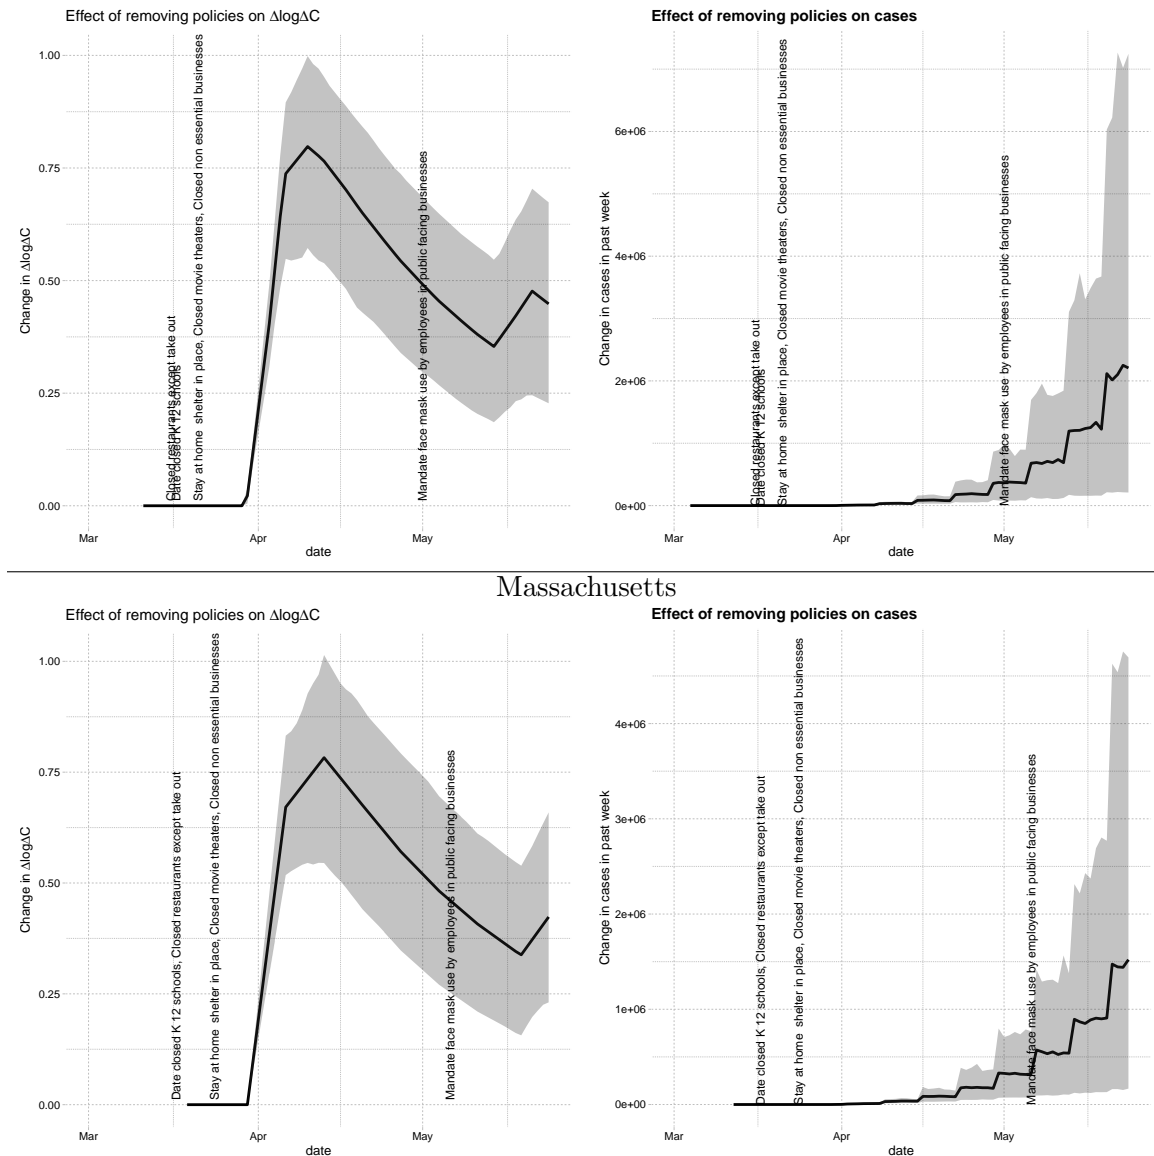 Effect of removing policies on ΔlogΔC
Change in ΔlogΔC
1.00
0.75
0.50
0.25
0.00
Closed restaurants except take out
Date closed K 12 schools
Stay at home shelter in place, Closed movie theaters, Closed non essential businesses
Mandate face mask use by employees in public facing businesses
Mar
Apr
May
date
Effect of removing policies on cases
Change in cases in past week
6e+06
4e+06
2e+06
0e+00
Closed restaurants except take out
Date closed K 12 schools
Stay at home shelter in place, Closed movie theaters, Closed non essential businesses
Mandate face mask use by employees in public facing businesses
Mar
Apr
May
date
Massachusetts
Effect of removing policies on ΔlogΔC
Change in ΔlogΔC
1.00
0.75
0.50
0.25
0.00
Date closed K 12 schools, Closed restaurants except take out
Stay at home shelter in place, Closed movie theaters, Closed non essential businesses
Mandate face mask use by employees in public facing businesses
Mar
Apr
May
date
Effect of removing policies on cases
Change in cases in past week
4e+06
3e+06
2e+06
1e+06
0e+00
Date closed K 12 schools, Closed restaurants except take out
Stay at home shelter in place, Closed movie theaters, Closed non essential businesses
Mandate face mask use by employees in public facing businesses
Mar
Apr
May
date